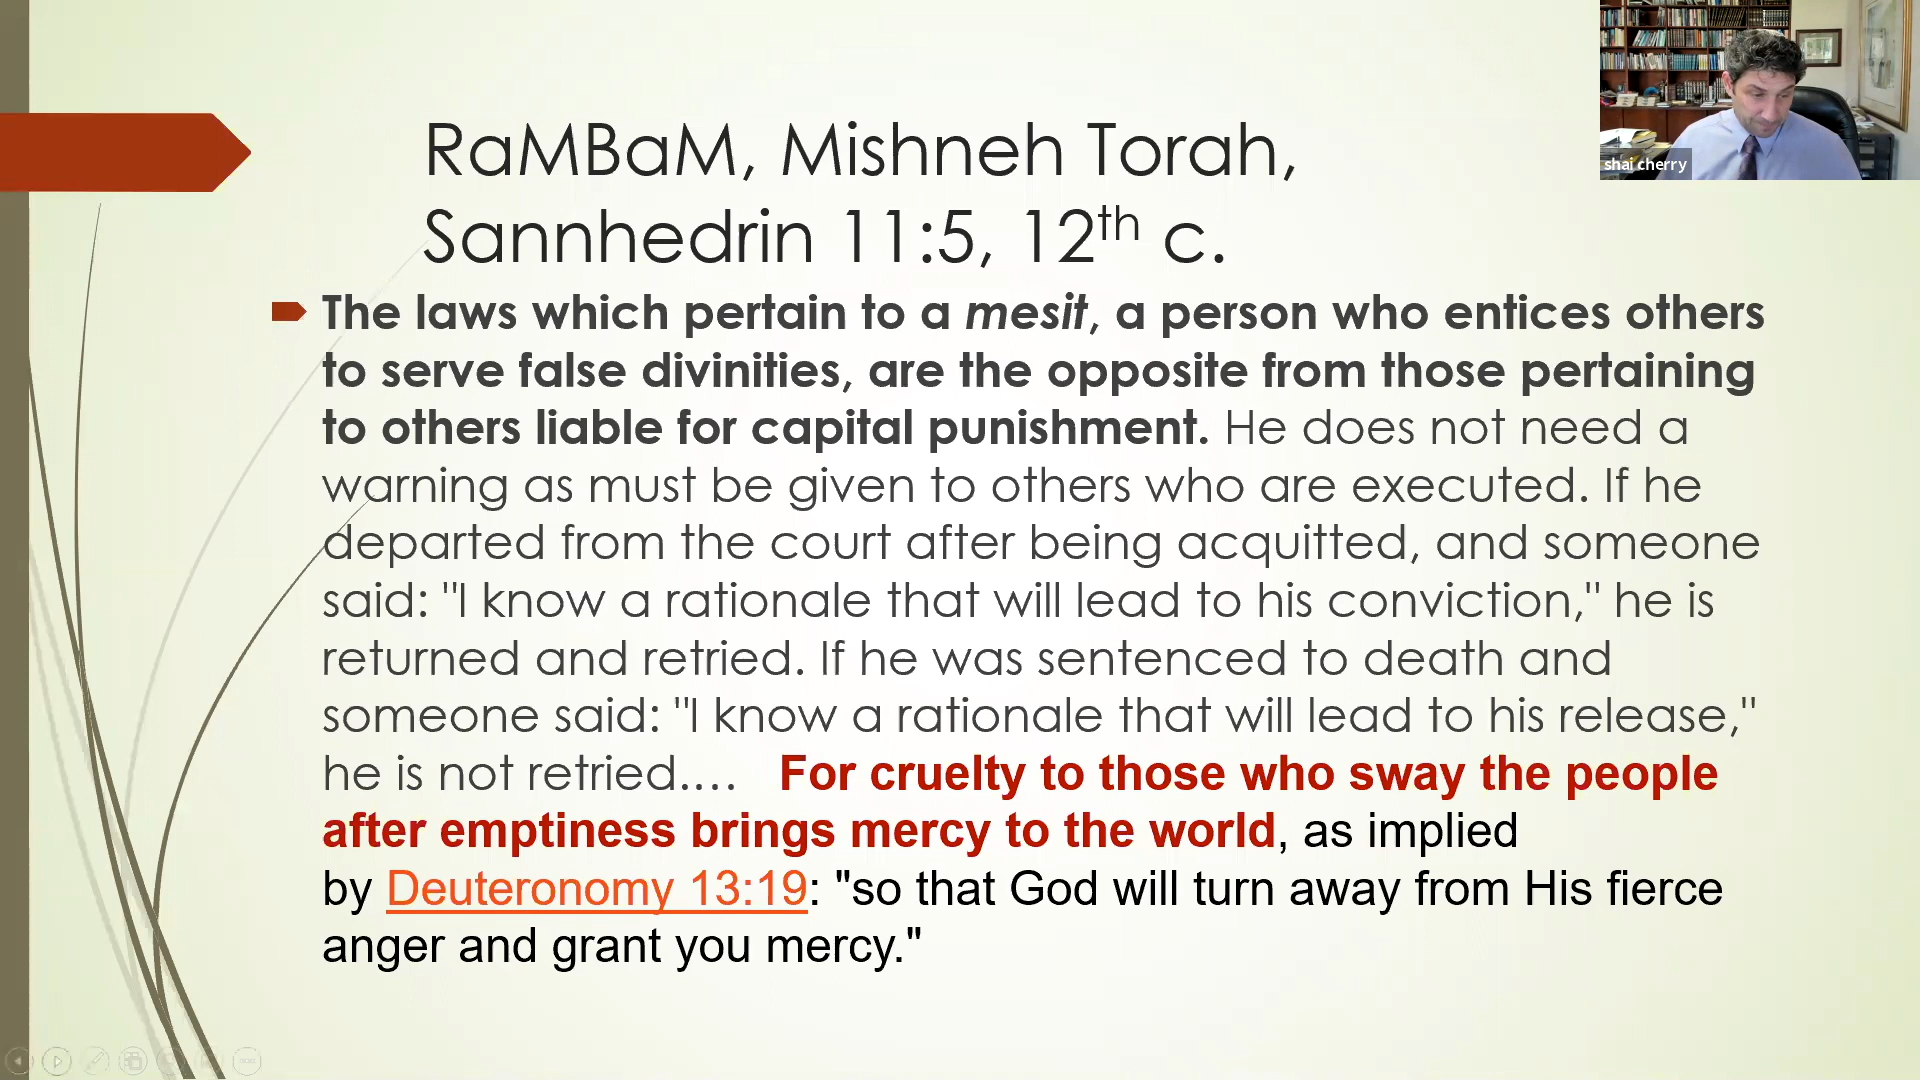 RaMBaM, Mishneh Torah,
Sannhedrin 11:5, 12th c.
The laws which pertain to a mesit, a person who entices others
to serve false divinities, are the opposite from those pertaining
to others liable for capital punishment. He does not need a
warning as must be given to others who are executed. If he
departed from the court after being acquitted, and someone
said: "I know a rationale that will lead to his conviction," he is
returned and retried. If he was sentenced to death and
someone said: "I know a rationale that will lead to his release,"
he is not retried.… For cruelty to those who sway the people
after emptiness brings mercy to the world, as implied
by Deuteronomy 13:19: "so that God will turn away from His fierce
anger and grant you mercy."
shai cherry